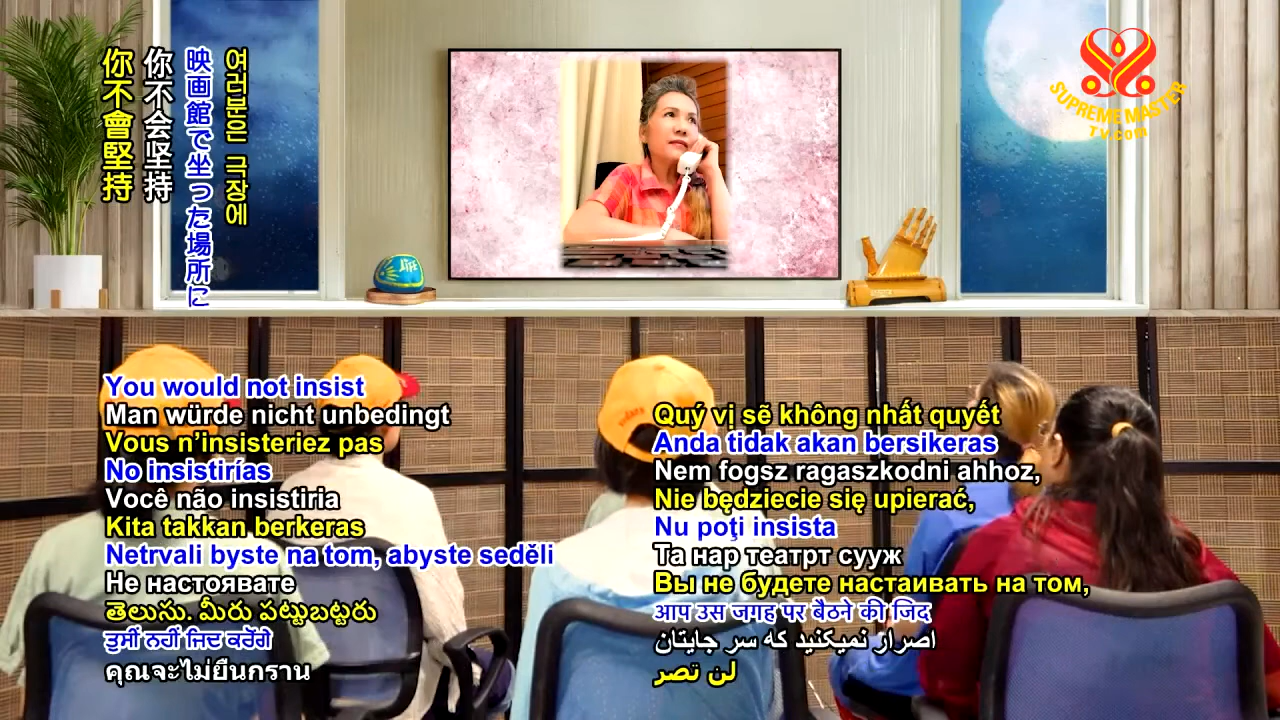 여러분은 극장에
映画館で坐った場所に
你不会坚持
你不會堅持
SUPREME MASTER
TV.com
LIFE
You would not insist
Man würde nicht unbedingt
Vous n’insisteriez pas
No insistirías
Você não insistiria
Kita takkan berkeras
Netrvali byste na tom, abyste seděli
Не настоявате
తెలుసు. మీరు పట్టుబట్టరు
ਤੁਸੀਂ ਨਹੀਂ ਜਿਦ ਕਰੋਂਗੇ
คุณจะไม่ยืนกราน
Quý vị sẽ không nhất quyết
Anda tidak akan bersikeras
Nem fogsz ragaszkodni ahhoz,
Nie będziecie się upierać,
Nu poţi insista
Та нар театрт сууж
Вы не будете настаивать на том,
आप उस जगह पर बैठने की जिद
اصرار نمیکنید که سر جایتان
لن تصر